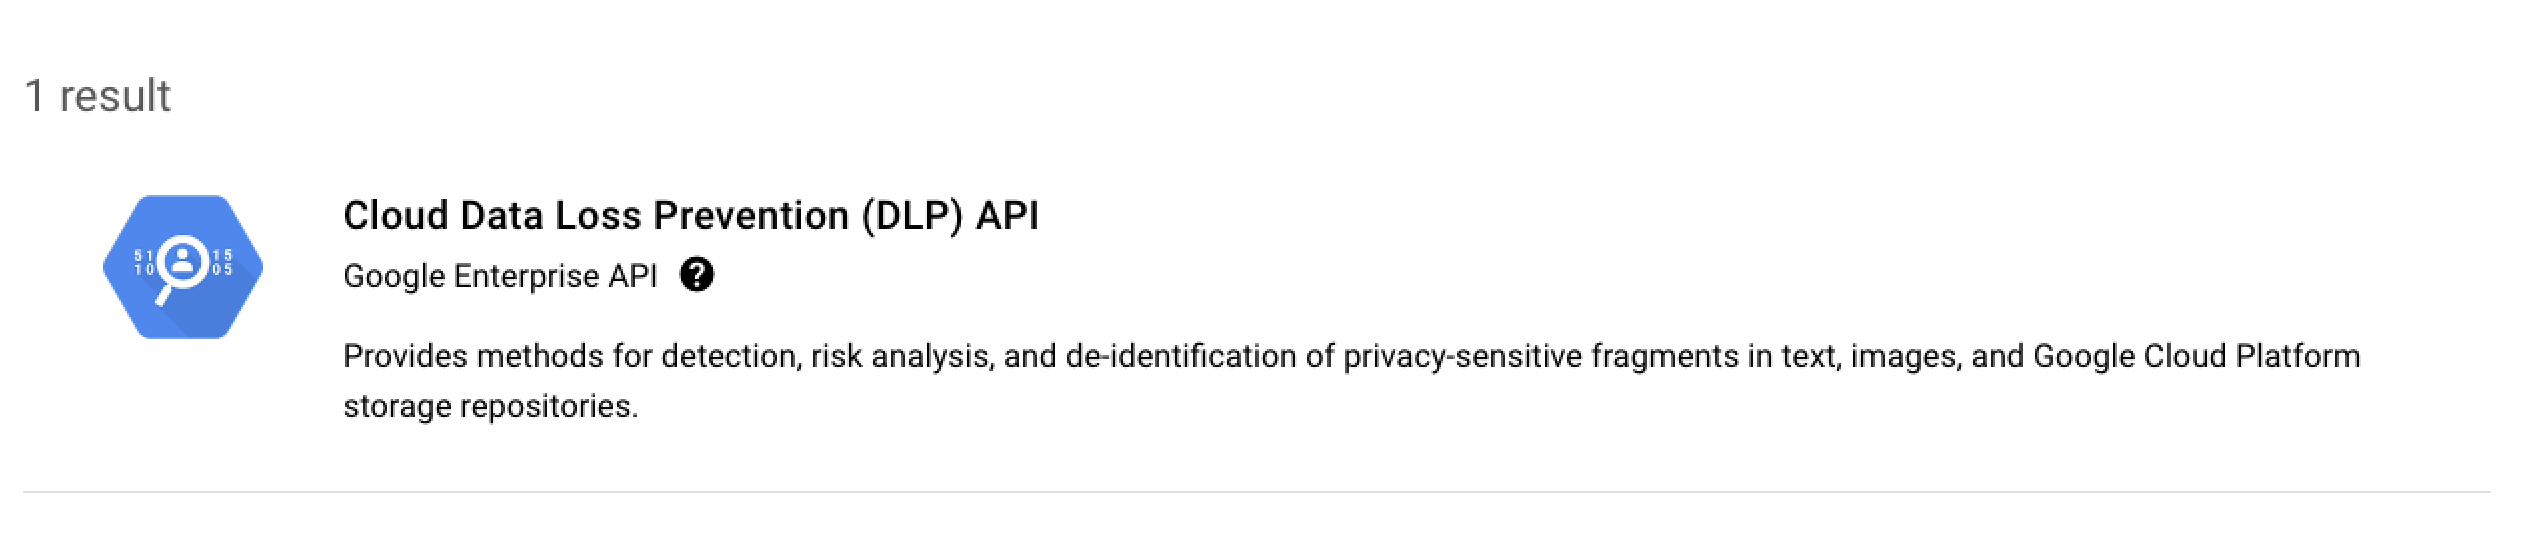 1 result
Cloud Data Loss Prevention (DLP) API
Google Enterprise API ?
51 15
10 05
Provides methods for detection, risk analysis, and de-identification of privacy-sensitive fragments in text, images, and Google Cloud Platform
storage repositories.